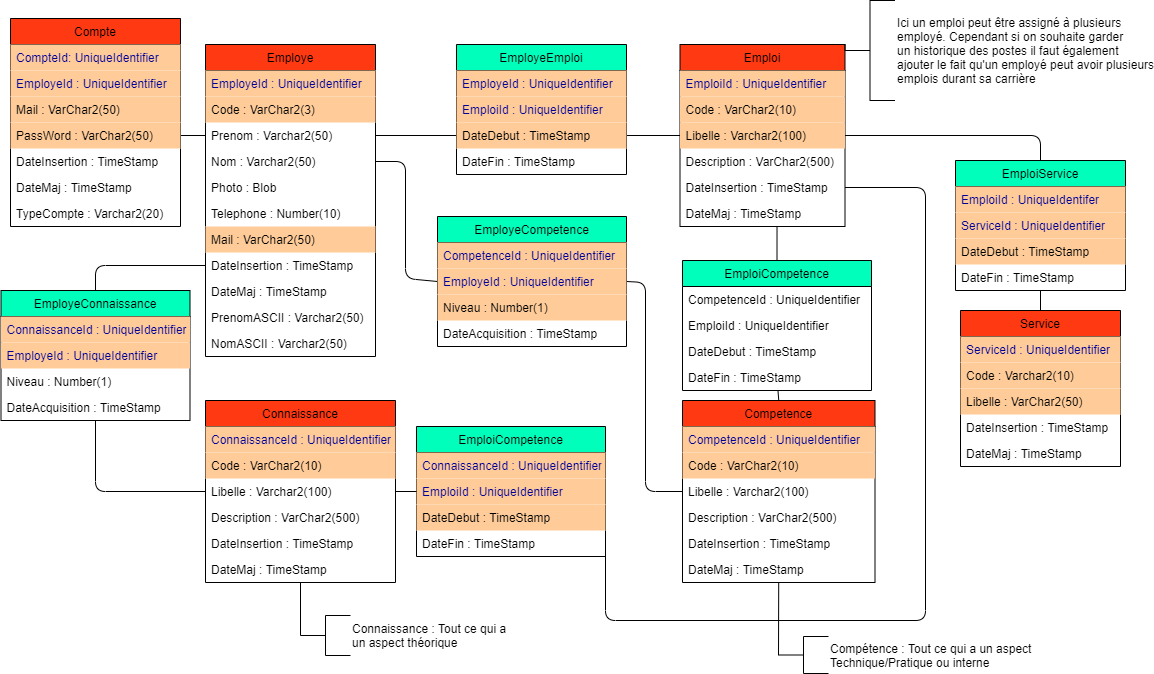 Compte
CompteId: UniqueIdentifier
EmployeId : UniqueIdentifier
Mail : VarChar2(50)
PassWord : VarChar2(50)
DateInsertion : TimeStamp
DateMaj : TimeStamp
TypeCompte : Varchar2(20)
Employe
EmployeId : UniqueIdentifier
Code : VarChar2(3)
Prenom : Varchar2(50)
Nom : Varchar2(50)
Photo : Blob
Telephone : Number(10)
Mail : VarChar2(50)
DateInsertion : TimeStamp
DateMaj : TimeStamp
PrenomASCII : Varchar2(50)
NomASCII : Varchar2(50)
EmployeEmploi
EmployeId : UniqueIdentifier
EmploiId : UniqueIdentifier
DateDebut : TimeStamp
DateFin : TimeStamp
Emploi
EmploiId : UniqueIdentifier
Code : VarChar2(10)
Libelle : Varchar2(100)
Description : VarChar2(500)
DateInsertion : TimeStamp
DateMaj : TimeStamp
Ici un emploi peut être assigné à plusieurs
employé. Cependant si on souhaite garder
un historique des postes il faut également
ajouter le fait qu'un employé peut avoir plusieurs
emplois durant sa carrière
EmploiService
EmploiId : UniqueIdentifer
ServiceId : UniqueIdentifier
DateDebut : TimeStamp
DateFin : TimeStamp
EmployeCompetence
CompetenceId : UniqueIdentifier
EmployeId : UniqueIdentifier
Niveau : Number(1)
DateAcquisition : TimeStamp
EmploiCompetence
CompetenceId : UniqueIdentifier
EmploiId : UniqueIdentifier
DateDebut : TimeStamp
DateFin : TimeStamp
EmployeConnaissance
ConnaissanceId : UniqueIdentifier
EmployeId : UniqueIdentifier
Niveau : Number(1)
DateAcquisition : TimeStamp
Service
ServiceId : UniqueIdentifier
Code : Varchar2(10)
Libelle : Varchar2(50)
DateInsertion : TimeStamp
DateMaj : TimeStamp
Connaissance
ConnaissanceId : UniqueIdentifier
Code : VarChar2(10)
Libelle : Varchar2(100)
Description : VarChar2(500)
DateInsertion : TimeStamp
DateMaj : TimeStamp
EmploiCompetence
ConnaissanceId : UniqueIdentifier
EmploiId : UniqueIdentifier
DateDebut : TimeStamp
DateFin : TimeStamp
Competence
CompetenceId : UniqueIdentifier
Code : VarChar2(10)
Libelle : Varchar2(100)
Description : VarChar2(500)
DateInsertion : TimeStamp
DateMaj : TimeStamp
Connaissance : Tout ce qui a
un aspect théorique
Compétence : Tout ce qui a un aspect
Technique/Pratique ou interne